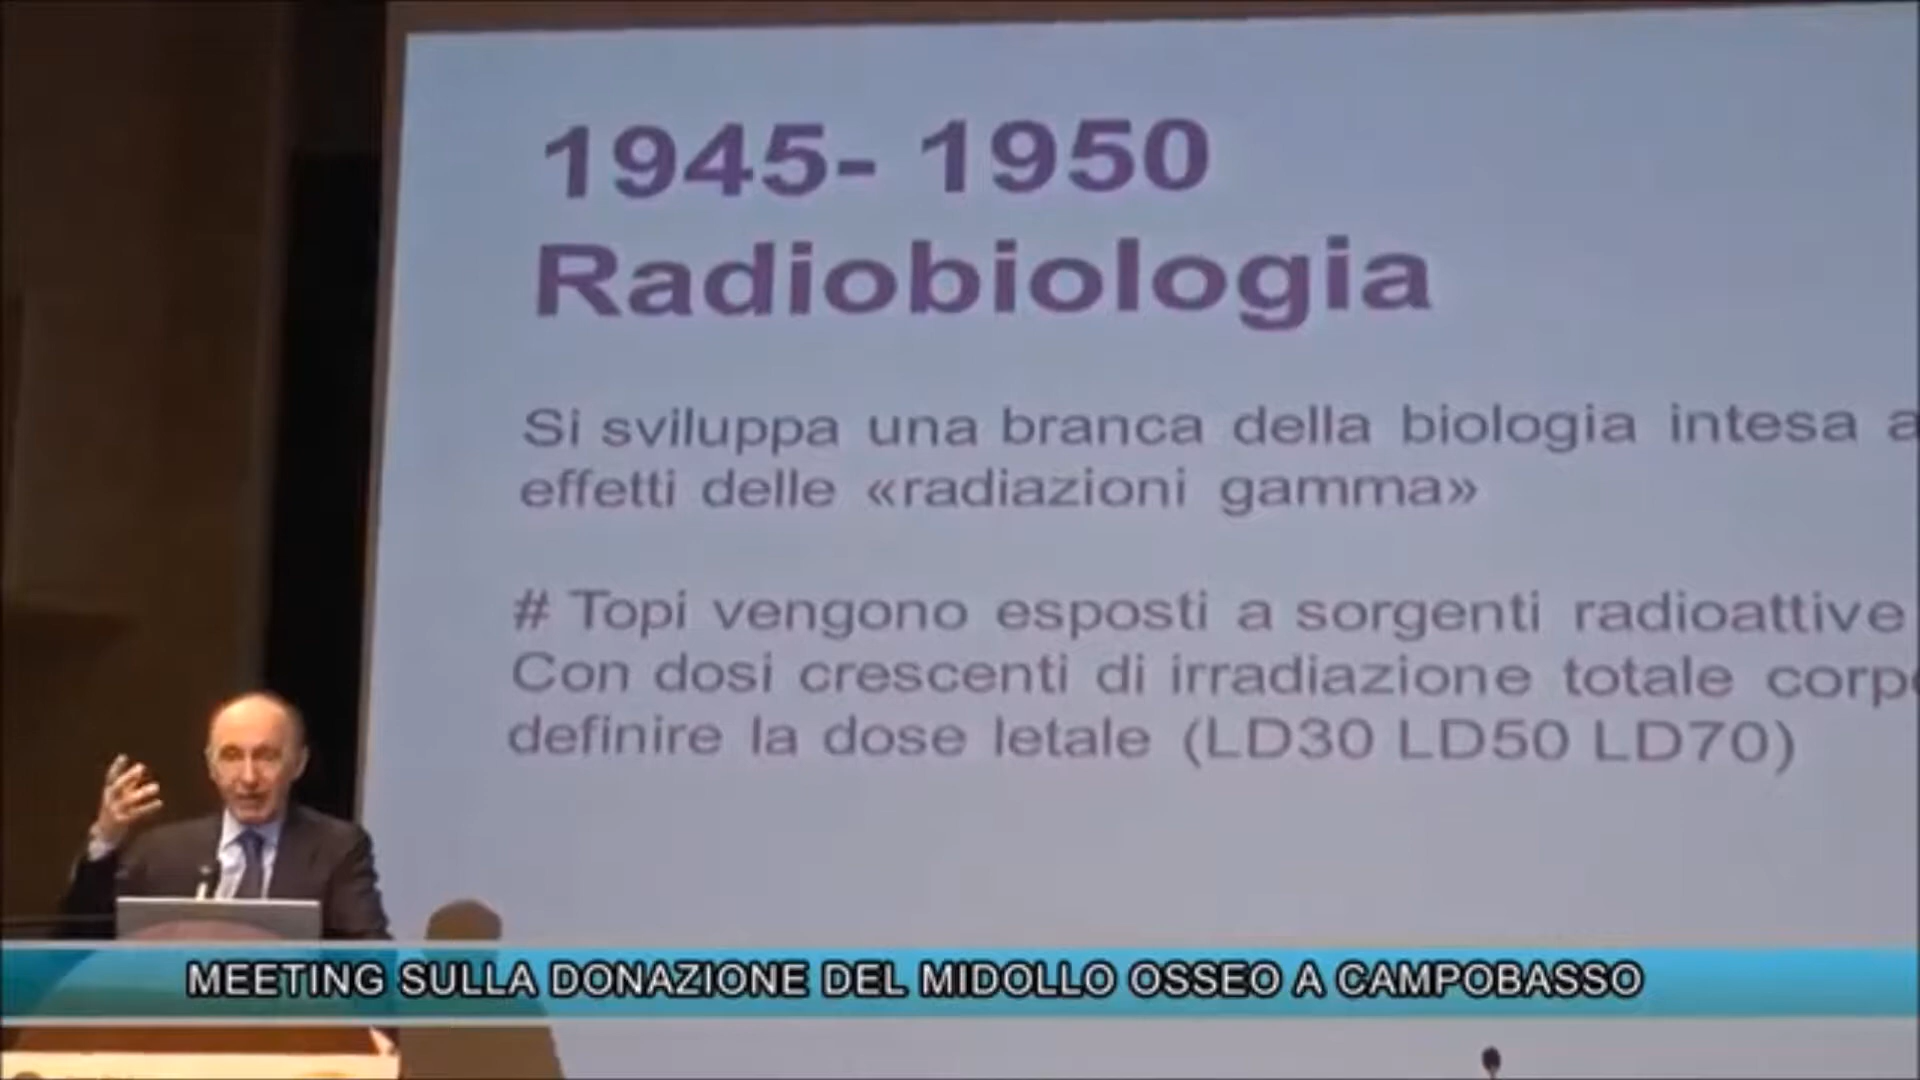 1945- 1950
Radiobiologia
Si sviluppa una branca della biologia intesa
effetti delle «radiazioni gamma»
# Topi vengono esposti a sorgenti radioattive
Con dosi crescenti di irradiazione totale
definire la dose letale (LD30 LD50 LD70)
MEETING SULLA DONAZIONE DEL MIDOLLO OSSEO A CAMPOBASSO